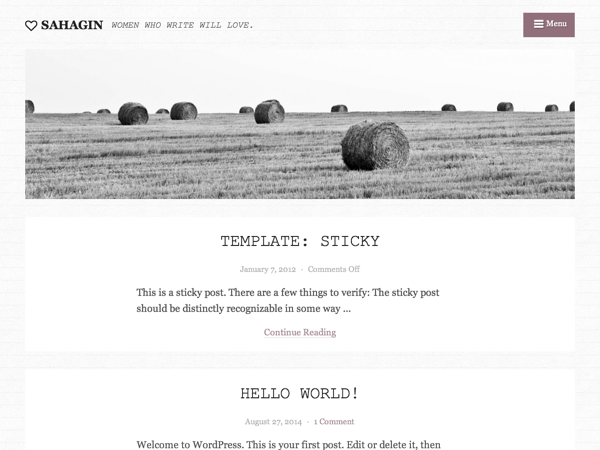 SAHAGIN WOMEN WHO WRITE WILL LOVE. Menu
TEMPLATE: STICKY
January 7, 2012 - Comments Off
This is a sticky post. There are a few things to verify: The sticky post
should be distinctly recognizable in some way ...
Continue Reading
HELLO WORLD!
August 27, 2014 - 1 Comment
Welcome to WordPress. This is your first post. Edit or delete it, then